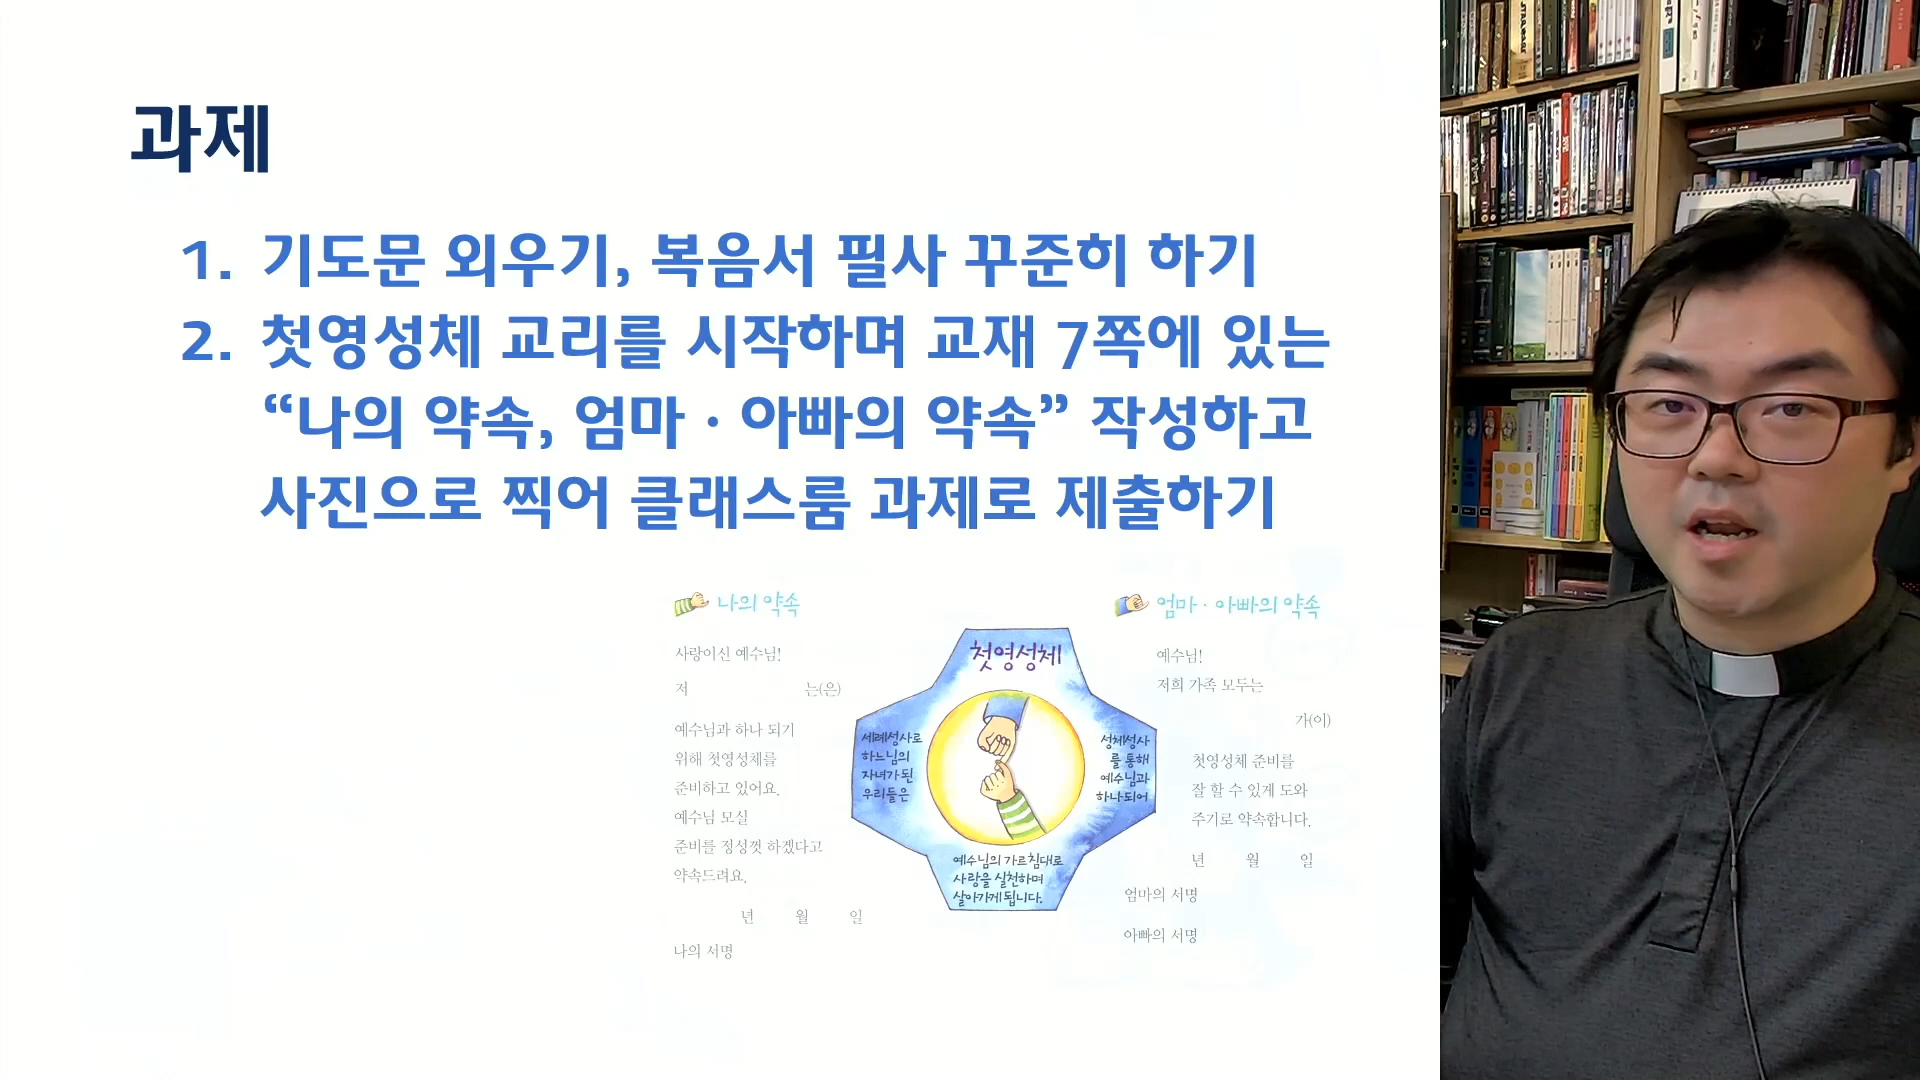 과제
1. 기도문 외우기, 복음서 필사 꾸준히 하기
2. 첫영성체 교리를 시작하며 교재 7쪽에 있는
“나의 약속, 엄마 · 아빠의 약속” 작성하고
사진으로 찍어 클래스룸 과제로 제출하기
나의 약속
사랑이신 예수님!
저 는(은)
예수님과 하나 되기
위해 첫영성체를
준비하고 있어요.
예수님 모실
준비를 정성껏 하겠다고
약속드려요.
년 월 일
나의 서명
첫영성체
세례성사로
하느님의
자녀가 된
우리들은
성체성사
를 통해
예수님과
하나되어
예수님의 가르침대로
사랑을 실천하며
살아가게 됩니다.
엄마 · 아빠의 약속
예수님!
저희 가족 모두는
가(이)
첫영성체 준비를
잘 할 수 있게 도와
주기로 약속합니다.
년 월 일
엄마의 서명
아빠의 서명